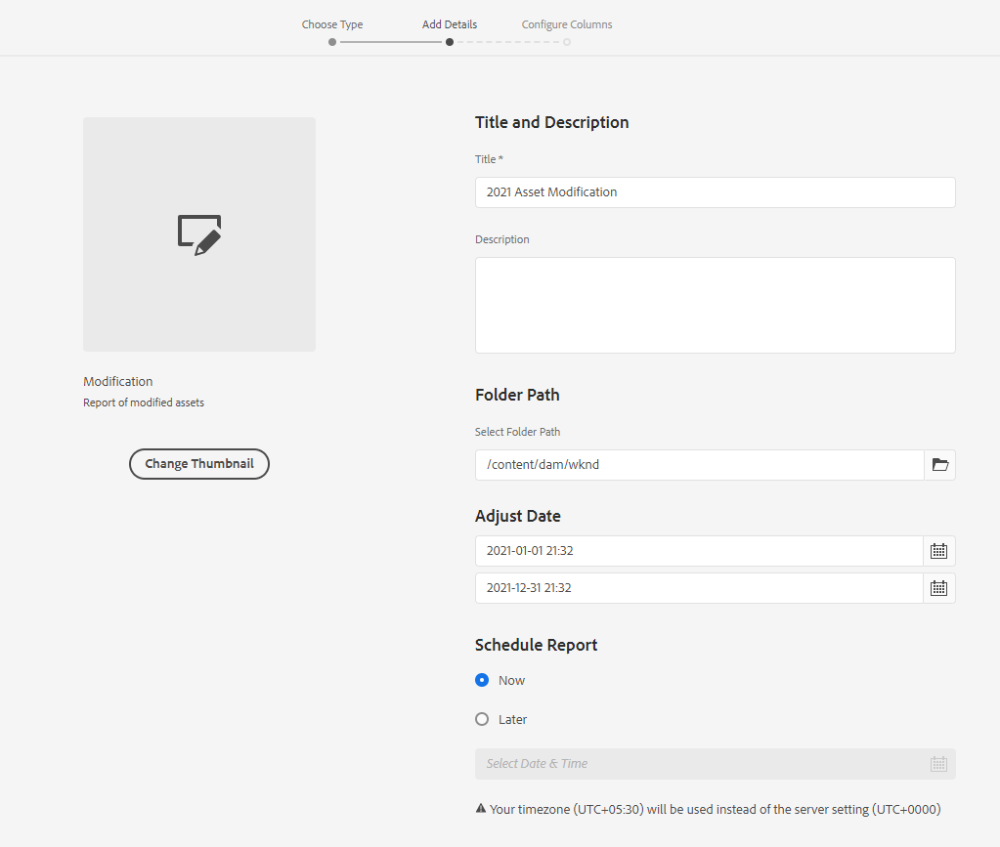 Choose Type
Add Details
Configure Columns
Title and Description
Title *
2021 Asset Modification
Description
Modification
Report of modified assets
Change Thumbnail
Folder Path
Select Folder Path
/content/dam/wknd
Adjust Date
2021-01-01 21:32
2021-12-31 21:32
Schedule Report
Now
Later
Select Date & Time
Your timezone (UTC+05:30) will be used instead of the server setting (UTC+0000)